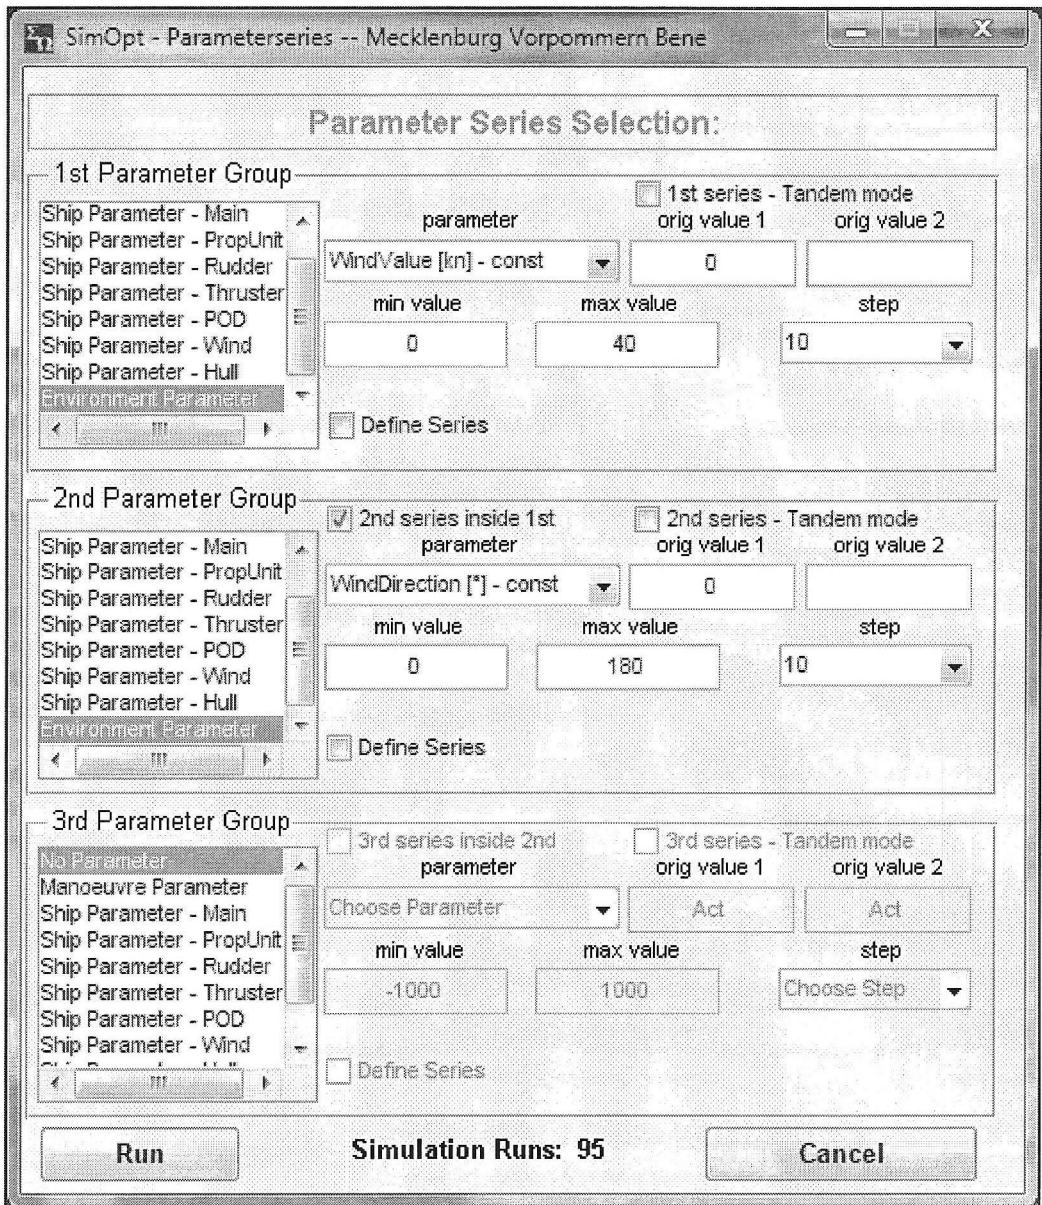 SimOpt - Parameterseries -- Mecklenburg Vorpommern Bene
Parameter Series Selection:
1st Parameter Group
Ship Parameter - Main
Ship Parameter - PropUnit
Ship Parameter - Rudder
Ship Parameter - Thruster
Ship Parameter - POD
Ship Parameter - Wind
Ship Parameter - Hull
Environment Parameter
1st series - Tandem mode
parameter orig value 1 orig value 2
WindValue [kn] - const 0
min value max value step
0 40 10
Define Series
2nd Parameter Group
Ship Parameter - Main
Ship Parameter - PropUnit
Ship Parameter - Rudder
Ship Parameter - Thruster
Ship Parameter - POD
Ship Parameter - Wind
Ship Parameter - Hull
Environment Parameter
2nd series inside 1st 2nd series - Tandem mode
parameter orig value 1 orig value 2
WindDirection [°] - const 0
min value max value step
0 180 10
Define Series
3rd Parameter Group
No Parameter
Manoeuvre Parameter
Ship Parameter - Main
Ship Parameter - PropUnit
Ship Parameter - Rudder
Ship Parameter - Thruster
Ship Parameter - POD
Ship Parameter - Wind
3rd series inside 2nd 3rd series - Tandem mode
parameter orig value 1 orig value 2
Choose Parameter Act Act
min value max value step
-1000 1000 Choose Step
Define Series
Run Simulation Runs: 95 Cancel